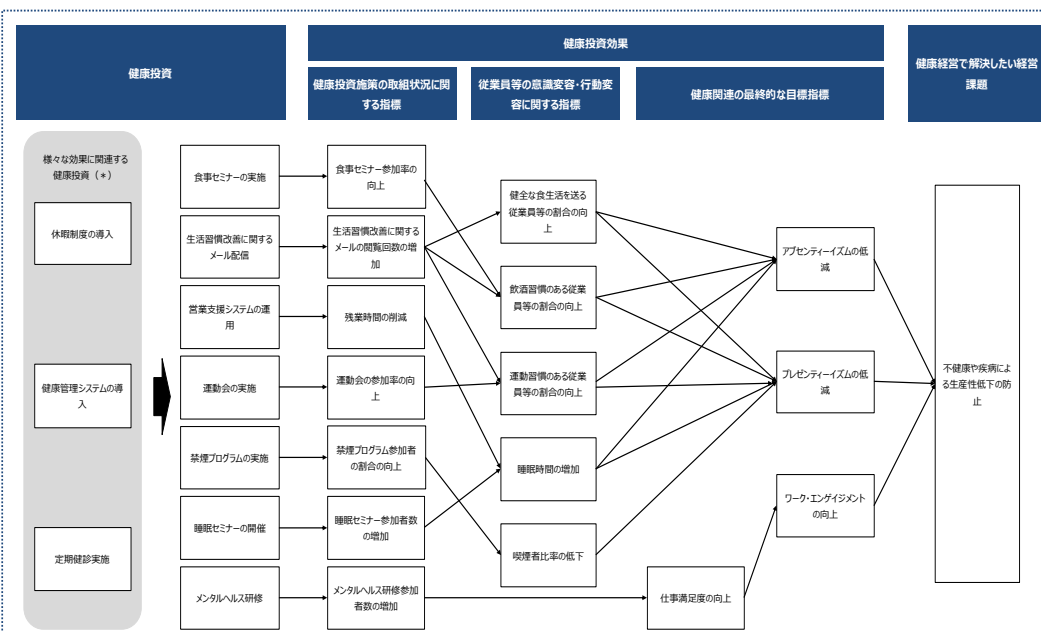 健康投資
健康投資効果
健康経営で解決したい経営
課題
健康投資施策の取組状況に関
する指標
従業員等の意識変容・行動変
容に関する指標
健康関連の最終的な目標指標
様々な効果に関連する
健康投資（＊）
休暇制度の導入
健康管理システムの導
入
定期健診実施
食事セミナーの実施
生活習慣改善に関する
メール配信
営業支援システムの運
用
運動会の実施
禁煙プログラムの実施
睡眠セミナーの開催
メンタルヘルス研修
食事セミナー参加率の
向上
生活習慣改善に関する
メールの閲覧回数の増
加
残業時間の削減
運動会の参加率の向
上
禁煙プログラム参加者
の割合の向上
睡眠セミナー参加者数
の増加
メンタルヘルス研修参加
者数の増加
健全な食生活を送る
従業員等の割合の向
上
飲酒習慣のある従業
員等の割合の向上
運動習慣のある従業
員等の割合の向上
睡眠時間の増加
喫煙者比率の低下
仕事満足度の向上
アブセンティーイズムの低
減
プレゼンティーイズムの低
減
ワーク・エンゲイジメント
の向上
不健康や疾病によ
る生産性低下の防
止